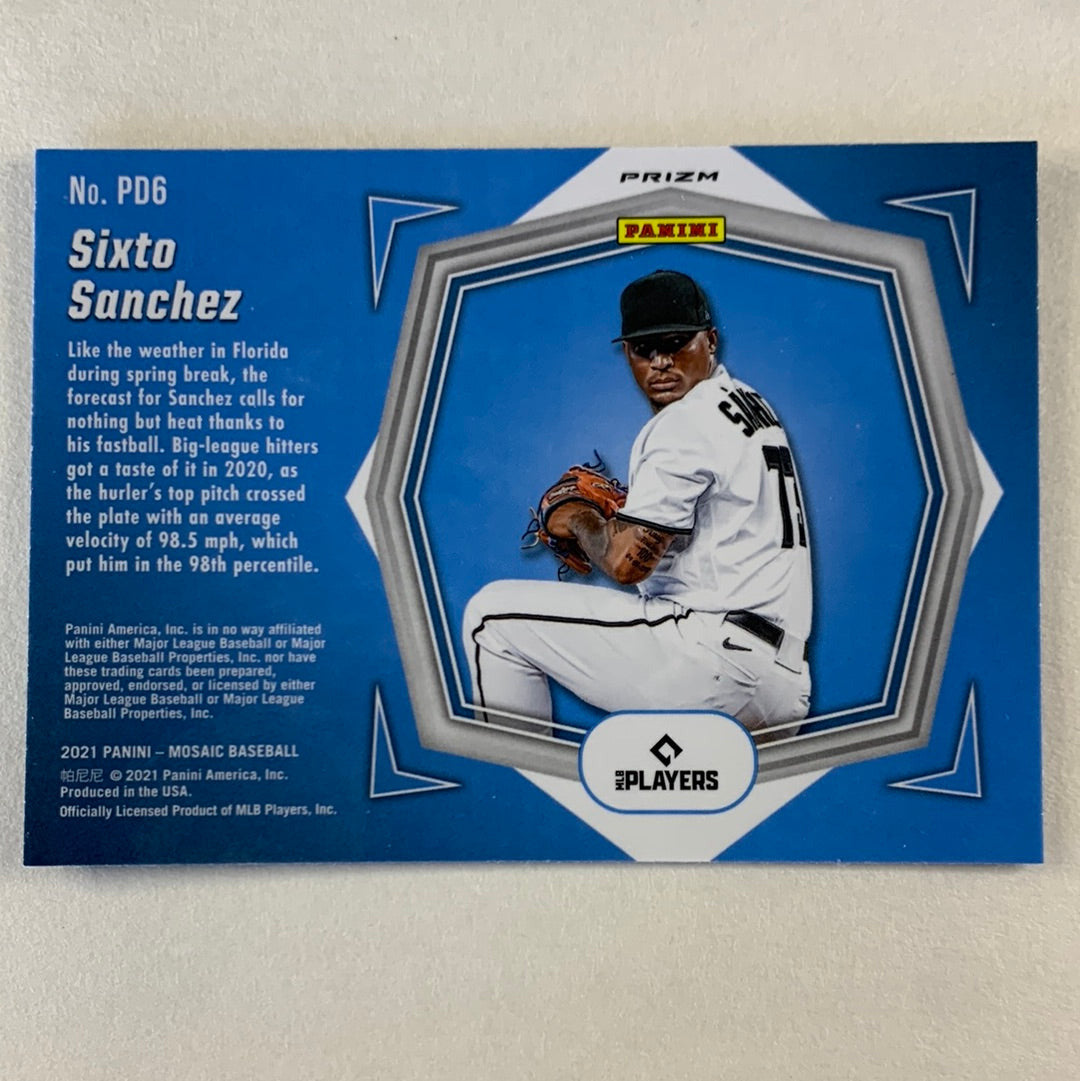 No. PD6
Sixto
Sanchez
Like the weather in Florida
during spring break, the
forecast for Sanchez calls for
nothing but heat thanks to
his fastball. Big-league hitters
got a taste of it in 2020, as
the hurler's top pitch crossed
the plate with an average
velocity of 98.5 mph, which
put him in the 98th percentile.
Panini America, Inc. is in no way affiliated
with either Major League Baseball or Major
League Baseball Properties, Inc. nor have
these trading cards been prepared,
approved, endorsed, or licensed by either
Major League Baseball or Major League
Baseball Properties, Inc.
2021 PANINI – MOSAIC BASEBALL
帕尼尼 © 2021 Panini America, Inc.
Produced in the USA.
Officially Licensed Product of MLB Players, Inc.
PRIZM
PANINI
MLB PLAYERS